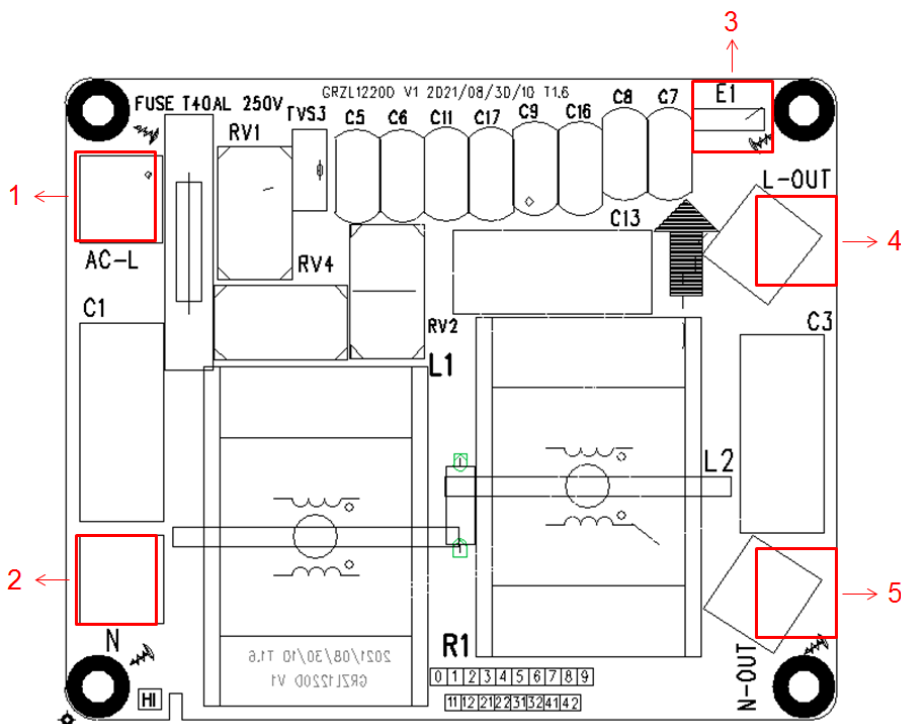 3
GRZL1220D V1 2021/08/30/10 T1.6
E1
FUSE T40AL 250V
RV1
TVS3
C5
C6
C11
C17
C9
C16
C8
C7
L-OUT
1
AC-L
C13
4
RV4
C1
RV2
C3
L1
L2
2
5
N
R1
N-OUT
2021/08/30/10 T1.6
GRZL1220D V1
HI
0 1 2 3 4 5 6 7 8 9
11 12 21 22 31 32 41 42